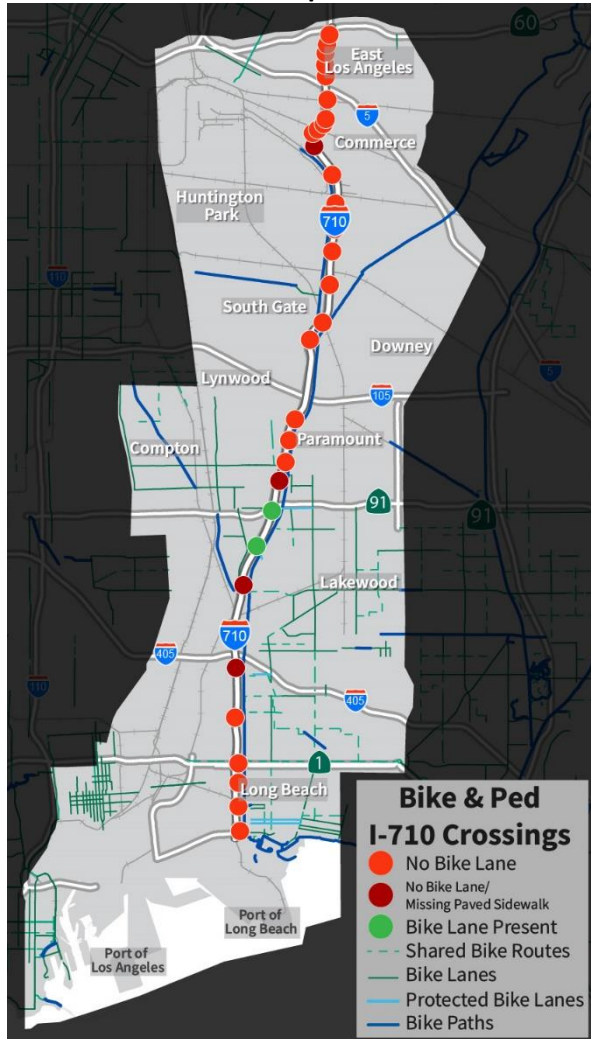 60
East
Los Angeles
5
Commerce
Huntington
Park
710
110
South Gate
Downey
Lynwood
105
5
Compton
Paramount
91
91
Lakewood
710
405
405
110
1
Long Beach
Port of
Long Beach
Port of
Los Angeles
Bike & Ped
I-710 Crossings
No Bike Lane
No Bike Lane/
Missing Paved Sidewalk
Bike Lane Present
Shared Bike Routes
Bike Lanes
Protected Bike Lanes
Bike Paths